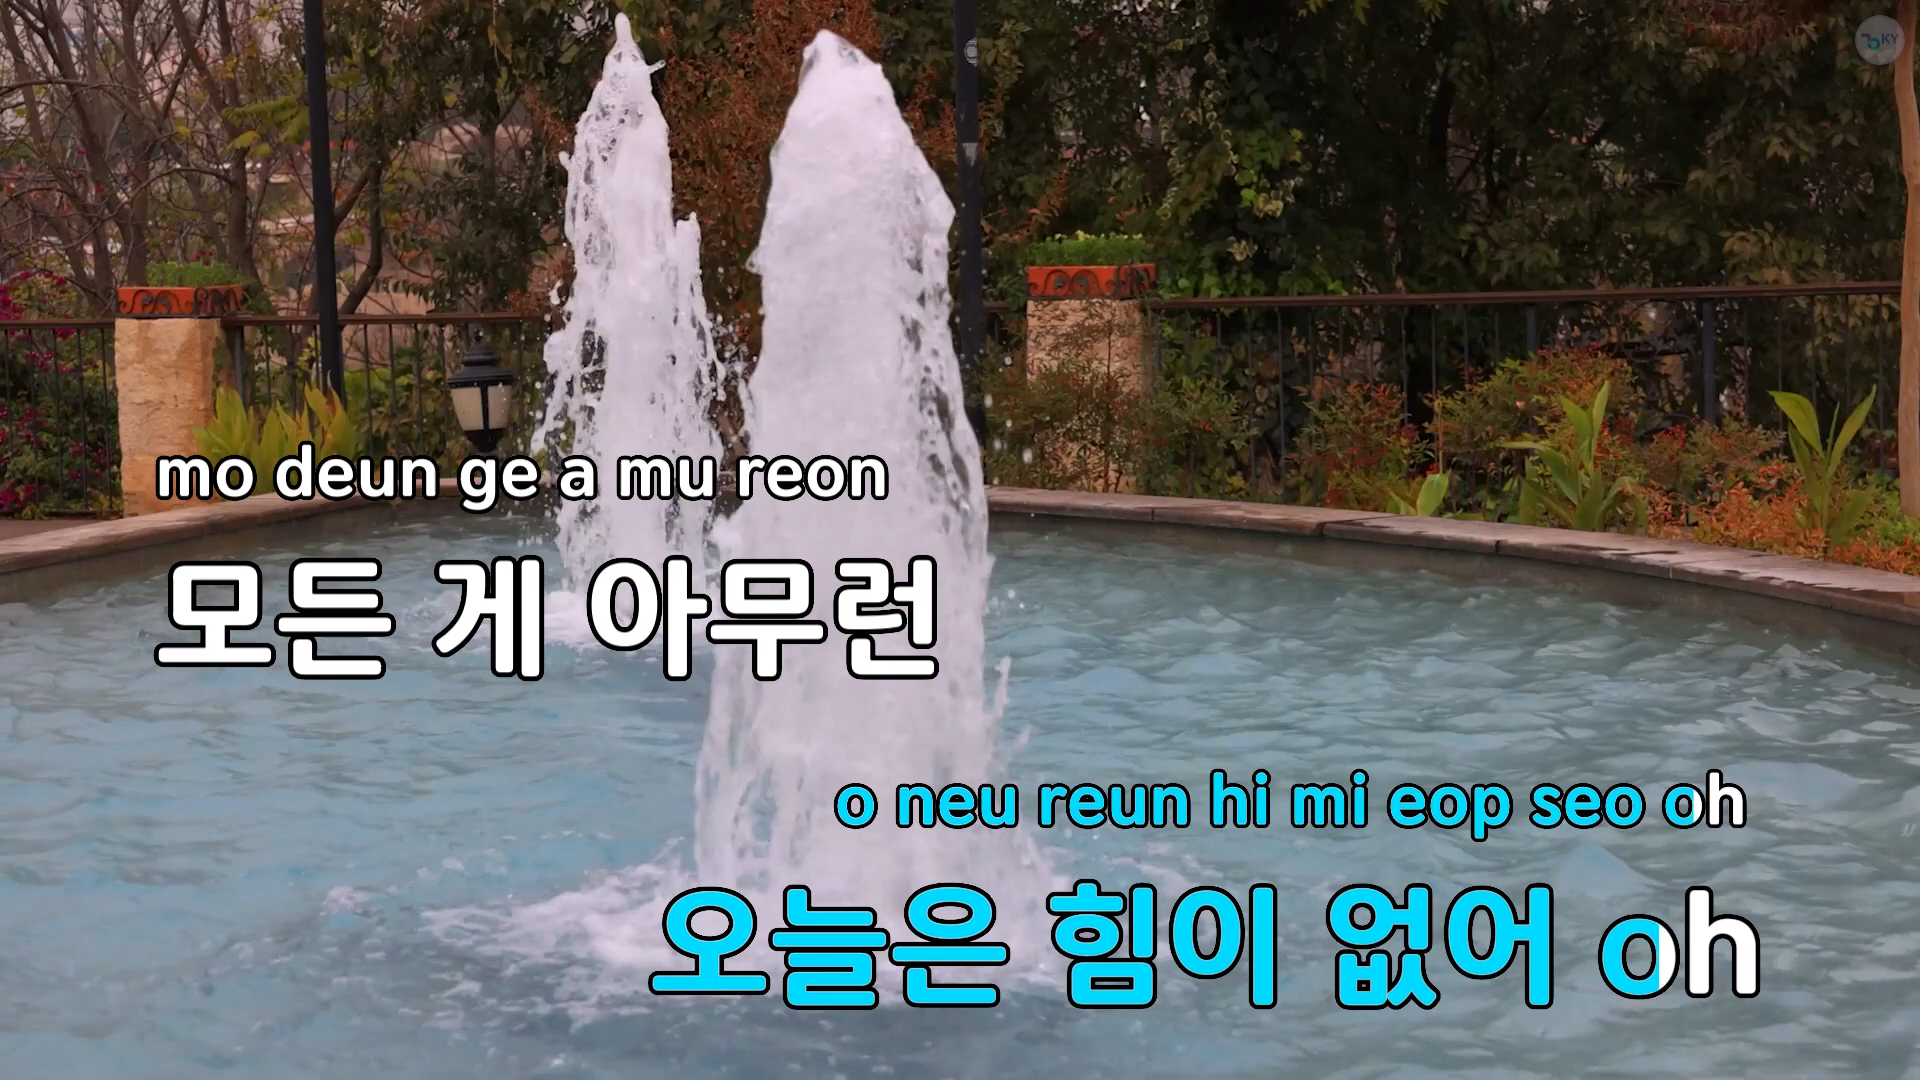 KY
mo deun ge a mu reon
모든 게 아무런
o neu reun hi mi eop seo oh
오늘은 힘이 없어 oh